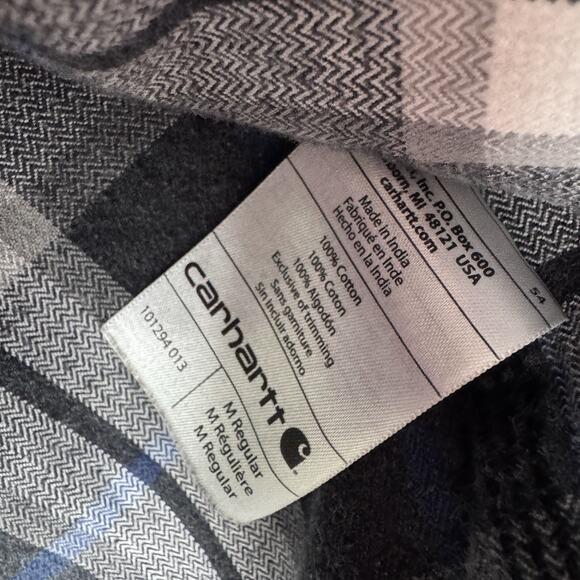 Inc. P.O. Box 600
MI 48121 USA
carhartt.com
Made in India
Fabriqué en Inde
Hecho en la India
100% Cotton
100% Coton
100% Algodón
Exclusive of trimming
Sans garniture
Sin incluir adorno
carhartt
101294 013
M Regular
M Régulière
M Regular
54